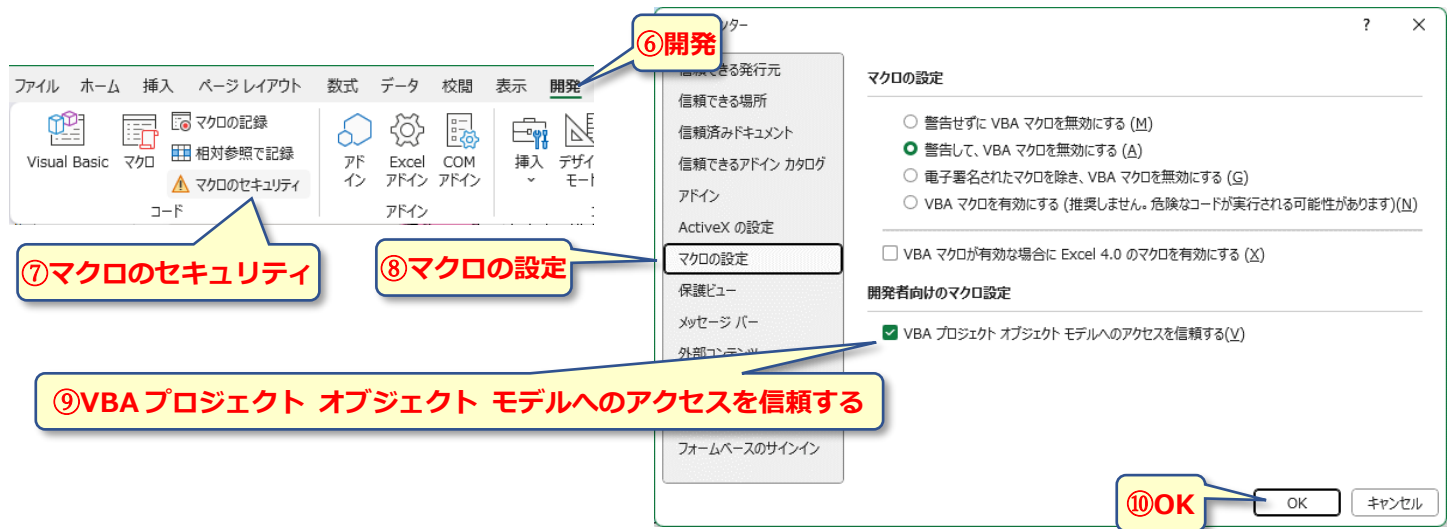 ⑥開発
ファイル ホーム 挿入 ページ レイアウト 数式 データ 校閲 表示 開発
Visual Basic
マクロ
マクロの記録
相対参照で記録
マクロのセキュリティ
コード
アド
イン
Excel
アドイン
COM
アドイン
アドイン
挿入
デザイ
モー
⑦マクロのセキュリティ
⑧マクロの設定
ター
? ×
信頼できる発行元
信頼できる場所
信頼済みドキュメント
信頼できるアドイン カタログ
アドイン
ActiveX の設定
マクロの設定
保護ビュー
メッセージ バー
外部コンテンツ
フォームベースのサインイン
マクロの設定
警告せずに VBA マクロを無効にする (M)
警告して、VBA マクロを無効にする (A)
電子署名されたマクロを除き、VBA マクロを無効にする (G)
VBA マクロを有効にする (推奨しません。危険なコードが実行される可能性があります)(N)
VBA マクロが有効な場合に Excel 4.0 のマクロを有効にする (X)
開発者向けのマクロ設定
VBA プロジェクト オブジェクト モデルへのアクセスを信頼する(V)
⑨VBA プロジェクト オブジェクト モデルへのアクセスを信頼する
⑩OK
OK
キャンセル